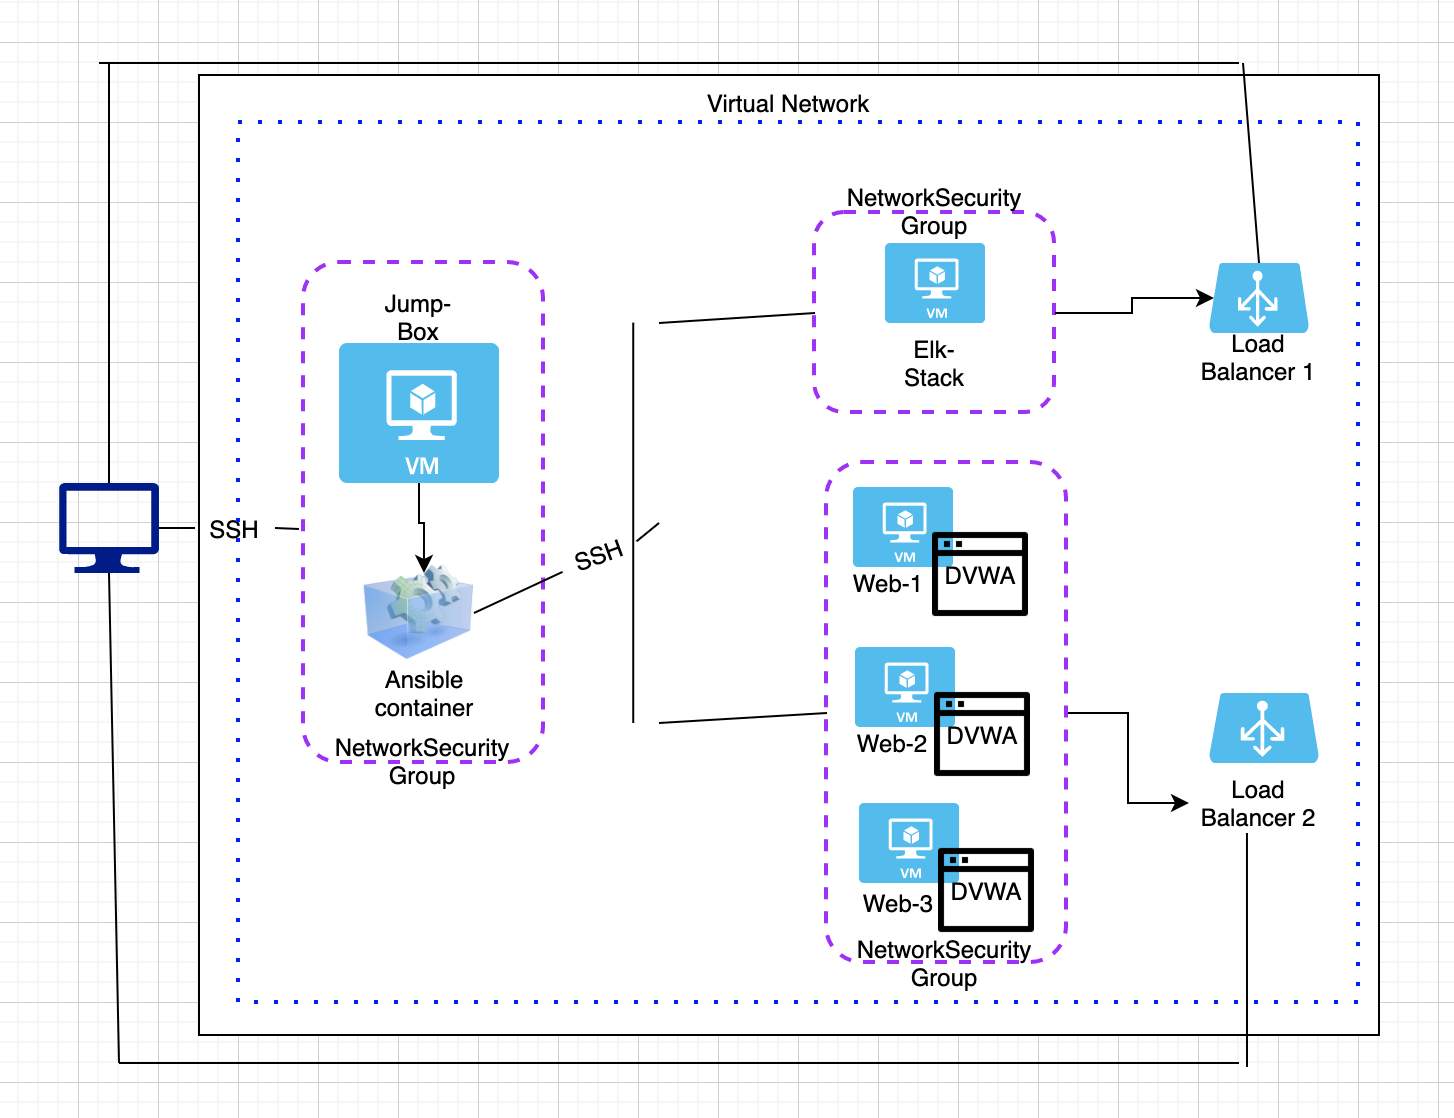 Virtual Network
NetworkSecurity
Group
VM
Elk-
Stack
Load
Balancer 1
Jump-
Box
VM
Ansible
container
NetworkSecurity
Group
SSH
SSH
VM
Web-1
DVWA
VM
Web-2
DVWA
VM
Web-3
DVWA
NetworkSecurity
Group
Load
Balancer 2